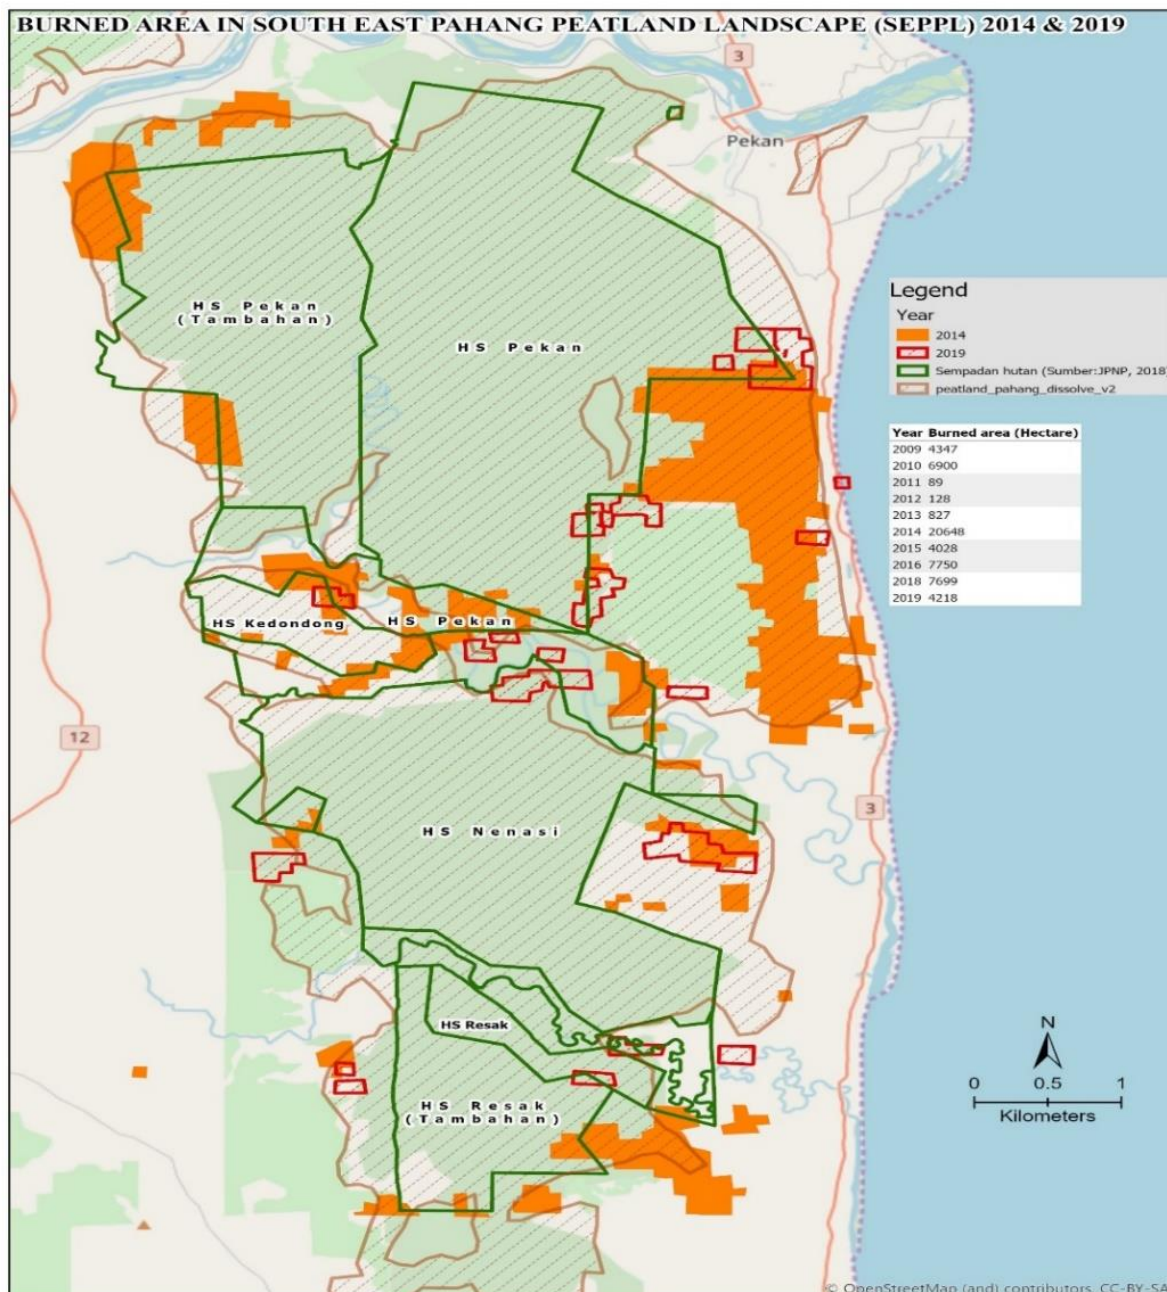 BURNED AREA IN SOUTH EAST PAHANG PEATLAND LANDSCAPE (SEPPL) 2014 & 2019
3
Pekan
HS Pekan
(Tambahan)
HS Pekan
Legend
Year
2014
2019
Sempadan hutan (Sumber:JPNP, 2018)
peatland_pahang_dissolve_v2
Year Burned area (Hectare)
2009 4347
2010 6900
2011 89
2012 128
2013 827
2014 20648
2015 4028
2016 7750
2018 7699
2019 4218
HS Kedondong
HS Pekan
12
3
HS Nenasi
HS Resak
HS Resak
(Tambahan)
N
0 0.5 1
Kilometers
© OpenStreetMap (and) contributors, CC-BY-SA